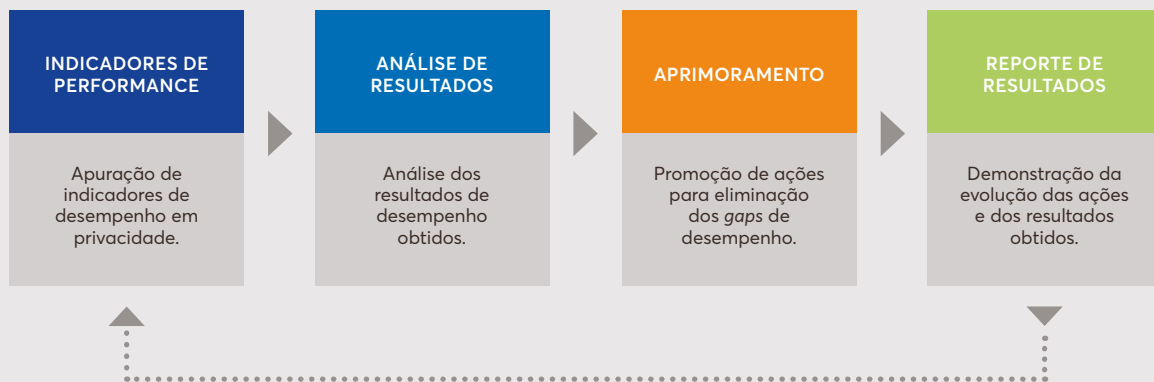 INDICADORES DE
PERFORMANCE
Apuração de
indicadores de
desempenho em
privacidade.
ANÁLISE DE
RESULTADOS
Análise dos
resultados de
desempenho
obtidos.
APRIMORAMENTO
Promoção de ações
para eliminação
dos gaps de
desempenho.
REPORTE DE
RESULTADOS
Demonstração da
evolução das ações
e dos resultados
obtidos.